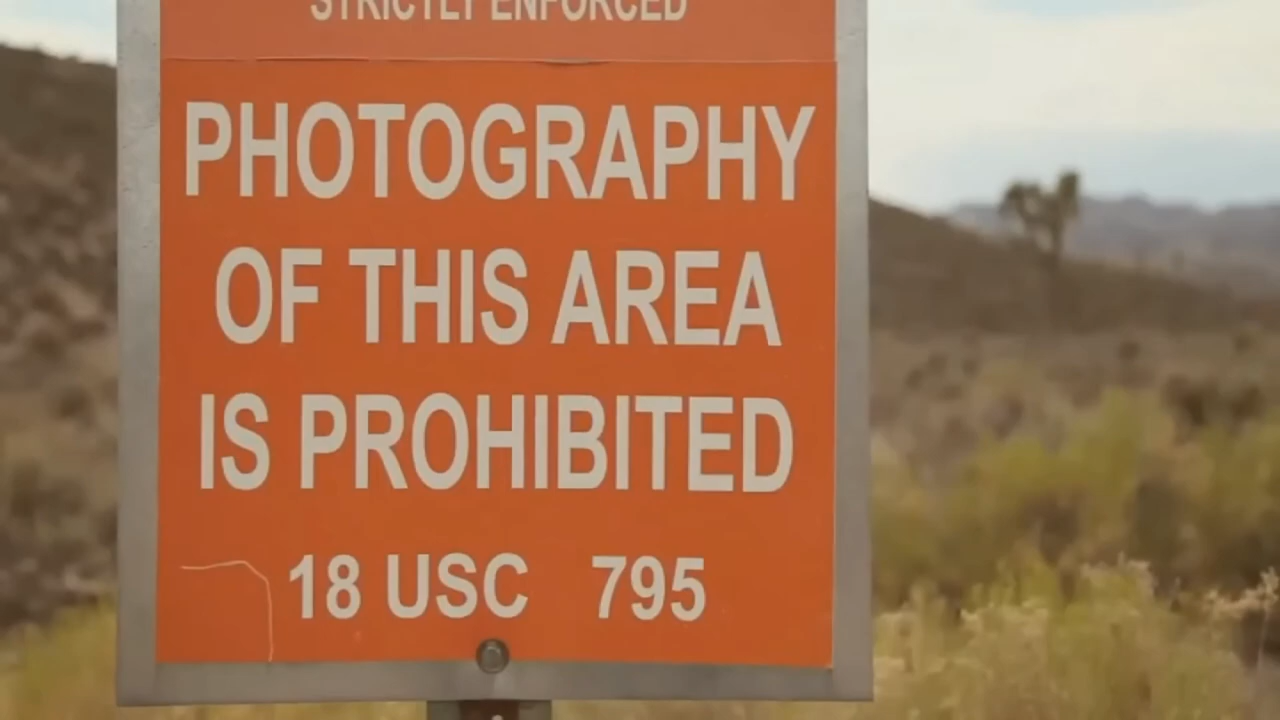 STRICTLY ENFORCED
PHOTOGRAPHY
OF THIS AREA
IS PROHIBITED
18 USC 795